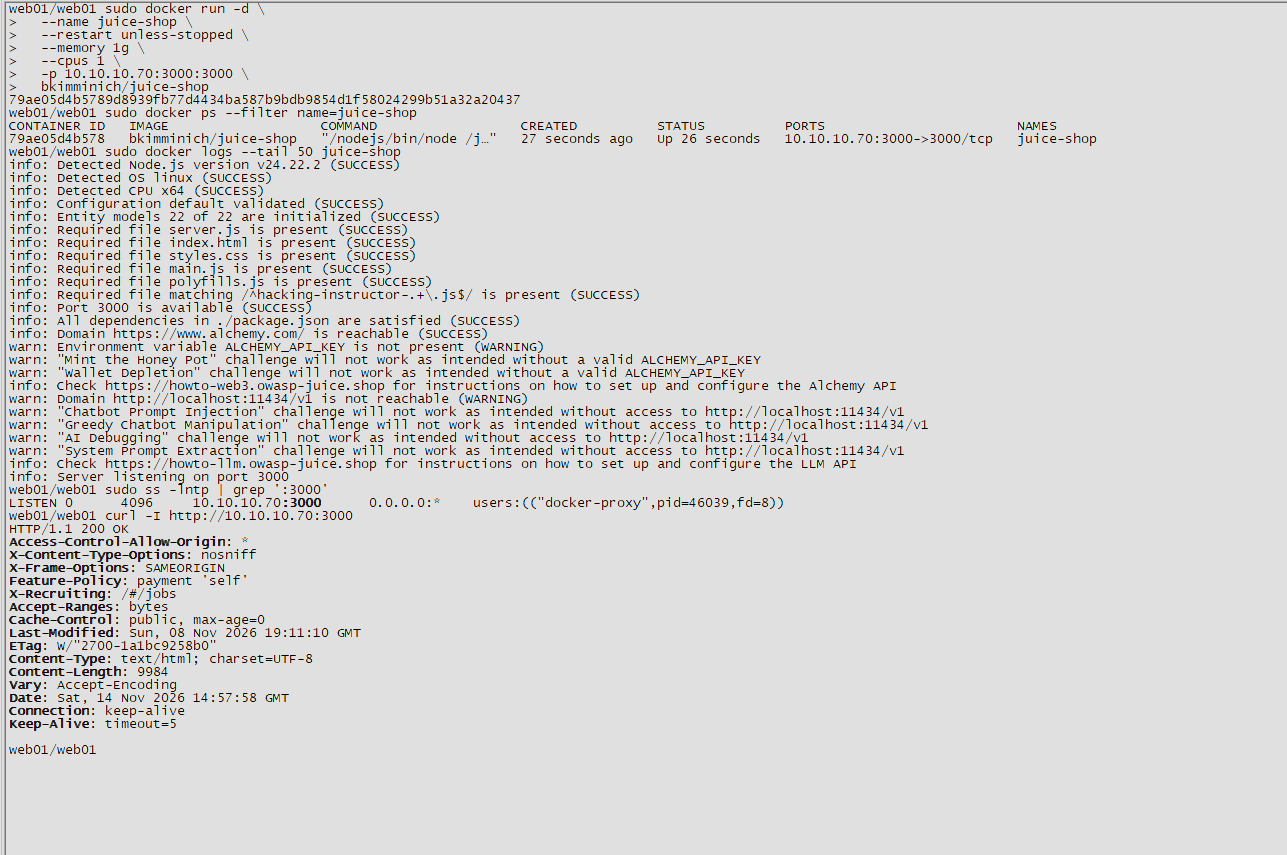 web01/web01 sudo docker run -d \
>   --name juice-shop \
>   --restart unless-stopped \
>   --memory 1g \
>   --cpus 1 \
>   -p 10.10.10.70:3000:3000 \
>   bkimminich/juice-shop
79ae05d4b5789d8939fb77d4434ba587b9bdb9854d1f58024299b51a32a20437
web01/web01 sudo docker ps --filter name=juice-shop
CONTAINER ID   IMAGE                   COMMAND                  CREATED          STATUS          PORTS                        NAMES
79ae05d4b578   bkimminich/juice-shop   "/nodejs/bin/node /j…"   27 seconds ago   Up 26 seconds   10.10.10.70:3000->3000/tcp   juice-shop
web01/web01 sudo docker logs --tail 50 juice-shop
info: Detected Node.js version v24.22.2 (SUCCESS)
info: Detected OS linux (SUCCESS)
info: Detected CPU x64 (SUCCESS)
info: Configuration default validated (SUCCESS)
info: Entity models 22 of 22 are initialized (SUCCESS)
info: Required file server.js is present (SUCCESS)
info: Required file index.html is present (SUCCESS)
info: Required file styles.css is present (SUCCESS)
info: Required file main.js is present (SUCCESS)
info: Required file polyfills.js is present (SUCCESS)
info: Required file matching /^hacking-instructor-.+\.js$/ is present (SUCCESS)
info: Port 3000 is available (SUCCESS)
info: All dependencies in ./package.json are satisfied (SUCCESS)
info: Domain https://www.alchemy.com/ is reachable (SUCCESS)
warn: Environment variable ALCHEMY_API_KEY is not present (WARNING)
warn: "Mint the Honey Pot" challenge will not work as intended without a valid ALCHEMY_API_KEY
warn: "Wallet Depletion" challenge will not work as intended without a valid ALCHEMY_API_KEY
info: Check https://howto-web3.owasp-juice.shop for instructions on how to set up and configure the Alchemy API
warn: Domain http://localhost:11434/v1 is not reachable (WARNING)
warn: "Chatbot Prompt Injection" challenge will not work as intended without access to http://localhost:11434/v1
warn: "Greedy Chatbot Manipulation" challenge will not work as intended without access to http://localhost:11434/v1
warn: "AI Debugging" challenge will not work as intended without access to http://localhost:11434/v1
warn: "System Prompt Extraction" challenge will not work as intended without access to http://localhost:11434/v1
info: Check https://howto-llm.owasp-juice.shop for instructions on how to set up and configure the LLM API
info: Server listening on port 3000
web01/web01 sudo ss -lntp | grep ':3000'
LISTEN 0      4096     10.10.10.70:3000      0.0.0.0:*    users:(("docker-proxy",pid=46039,fd=8))
web01/web01 curl -I http://10.10.10.70:3000
HTTP/1.1 200 OK
Access-Control-Allow-Origin: *
X-Content-Type-Options: nosniff
X-Frame-Options: SAMEORIGIN
Feature-Policy: payment 'self'
X-Recruiting: /#/jobs
Accept-Ranges: bytes
Cache-Control: public, max-age=0
Last-Modified: Sun, 08 Nov 2026 19:11:10 GMT
ETag: W/"2700-1a1bc9258b0"
Content-Type: text/html; charset=UTF-8
Content-Length: 9984
Vary: Accept-Encoding
Date: Sat, 14 Nov 2026 14:57:58 GMT
Connection: keep-alive
Keep-Alive: timeout=5
web01/web01